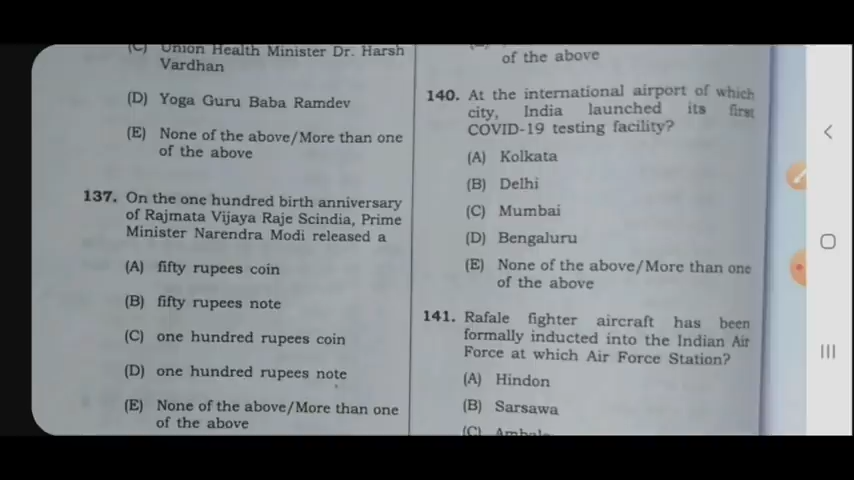 (C) Union Health Minister Dr. Harsh
Vardhan
(D) Yoga Guru Baba Ramdev
(E) None of the above/More than one
of the above
137. On the one hundred birth anniversary
of Rajmata Vijaya Raje Scindia, Prime
Minister Narendra Modi released a
(A) fifty rupees coin
(B) fifty rupees note
(C) one hundred rupees coin
(D) one hundred rupees note
(E) None of the above/More than one
of the above
of the above
140. At the international airport of which
city, India launched its first
COVID-19 testing facility?
(A) Kolkata
(B) Delhi
(C) Mumbai
(D) Bengaluru
(E) None of the above/More than one
of the above
141. Rafale fighter aircraft has been
formally inducted into the Indian Air
Force at which Air Force Station?
(A) Hindon
(B) Sarsawa
(C) Ambala